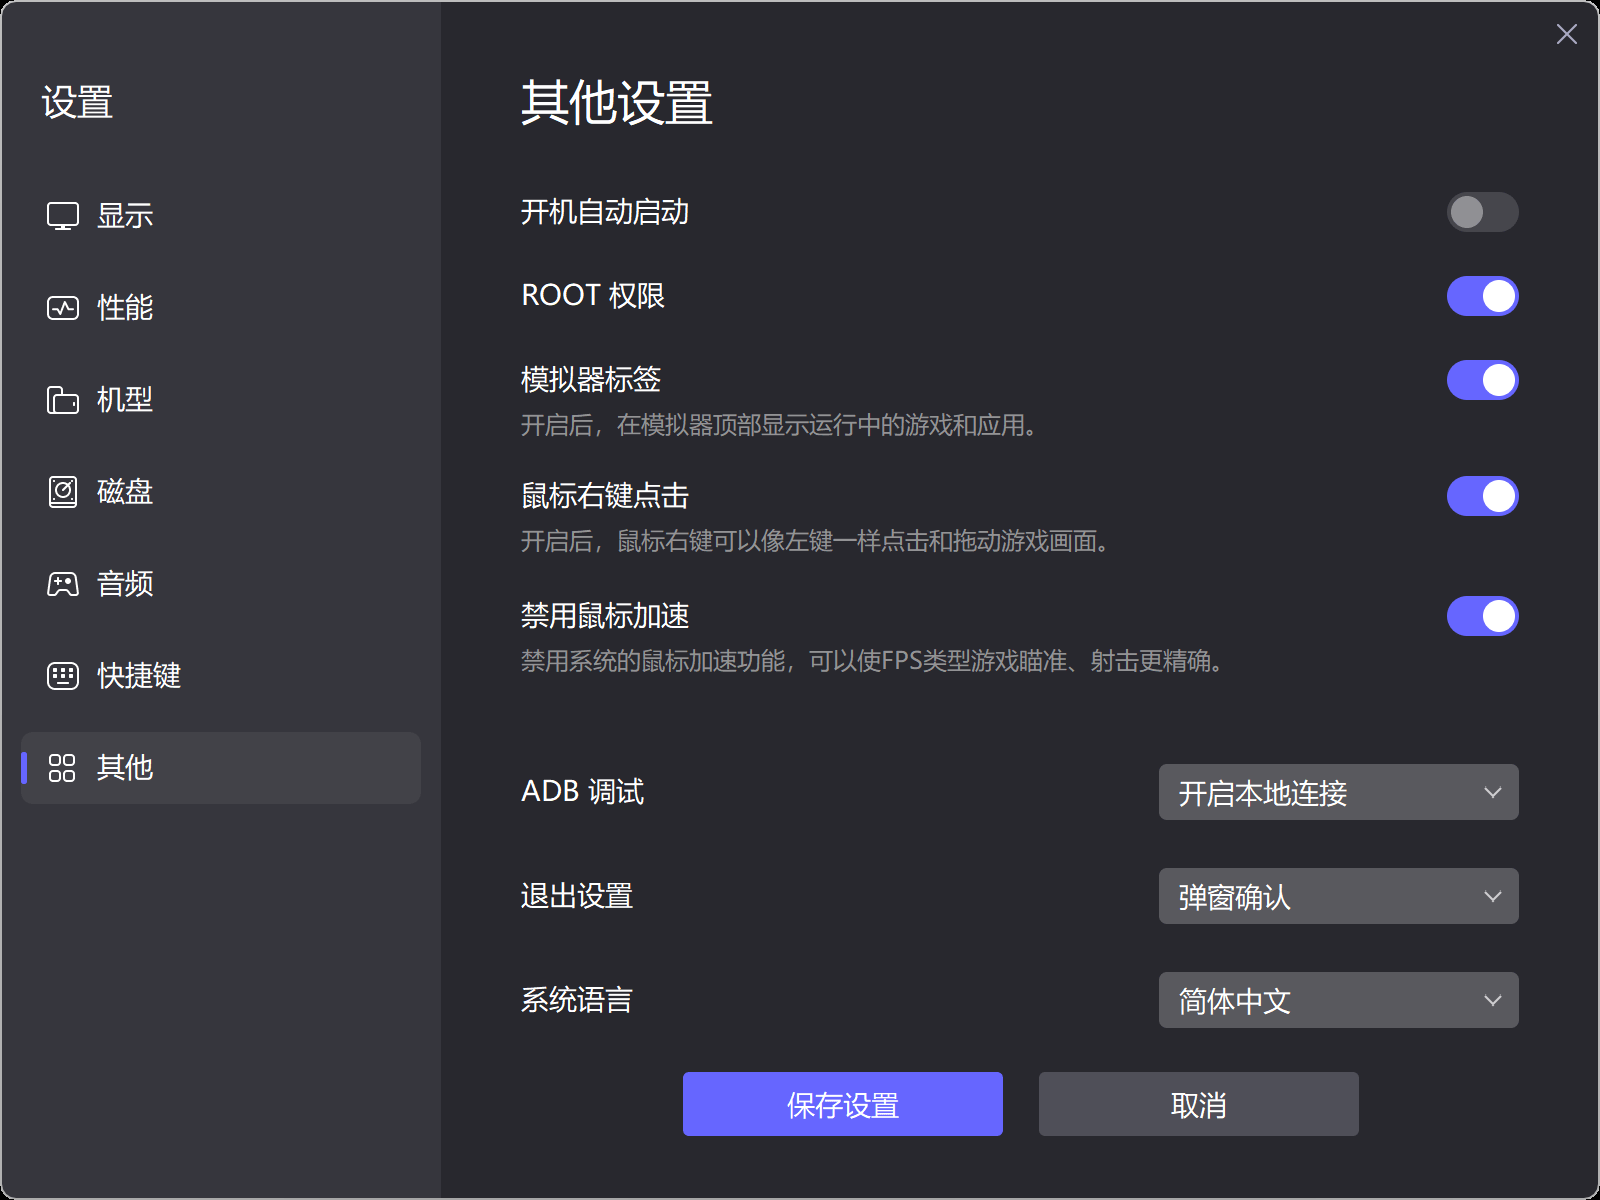 设置
显示
性能
机型
磁盘
音频
快捷键
其他
其他设置
开机自动启动
ROOT 权限
模拟器标签
开启后，在模拟器顶部显示运行中的游戏和应用。
鼠标右键点击
开启后，鼠标右键可以像左键一样点击和拖动游戏画面。
禁用鼠标加速
禁用系统的鼠标加速功能，可以使FPS类型游戏瞄准、射击更精确。
ADB 调试
开启本地连接
退出设置
弹窗确认
系统语言
简体中文
保存设置
取消